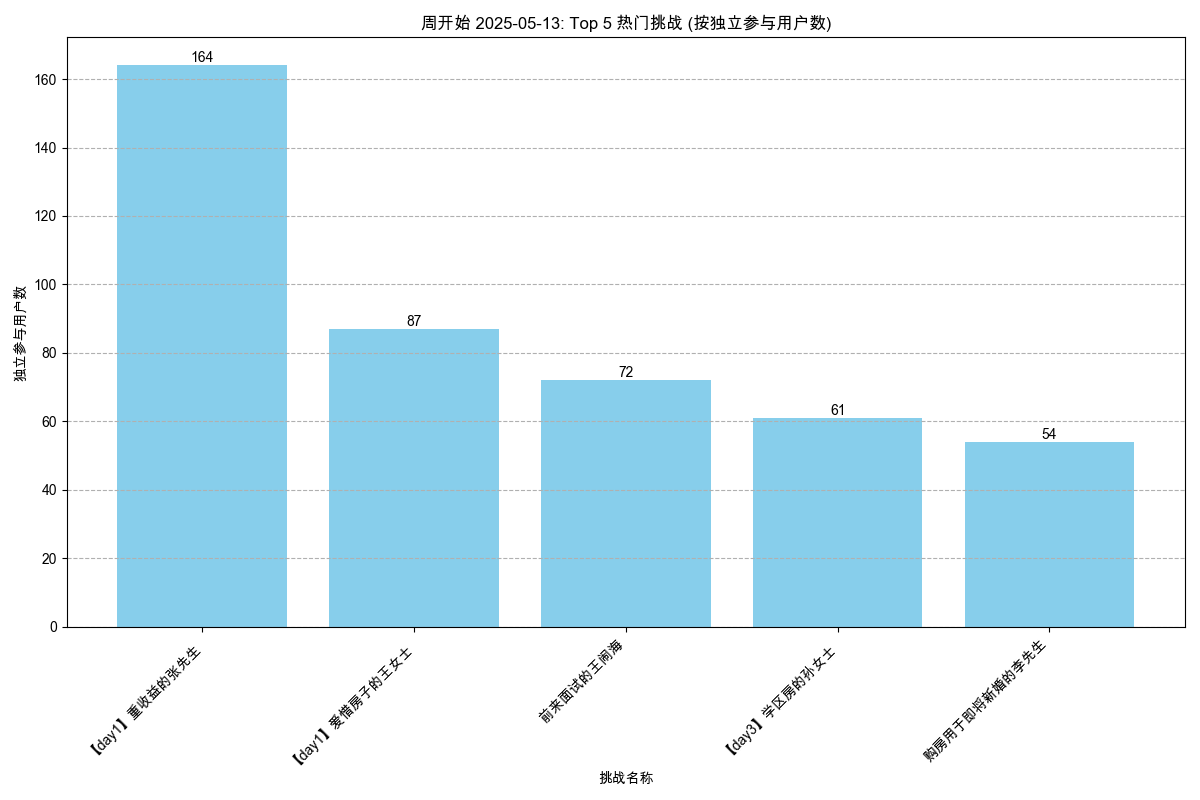 周开始 2025-05-13: Top 5 热门挑战 (按独立参与用户数)
独立参与用户数
160
140
120
100
80
60
40
20
0
164
87
72
61
54
【day1】重收益的张先生
【day1】爱惜房子的王女士
前来面试的王闹海
【day3】学区房的孙女士
购房用于即将新婚的李先生
挑战名称